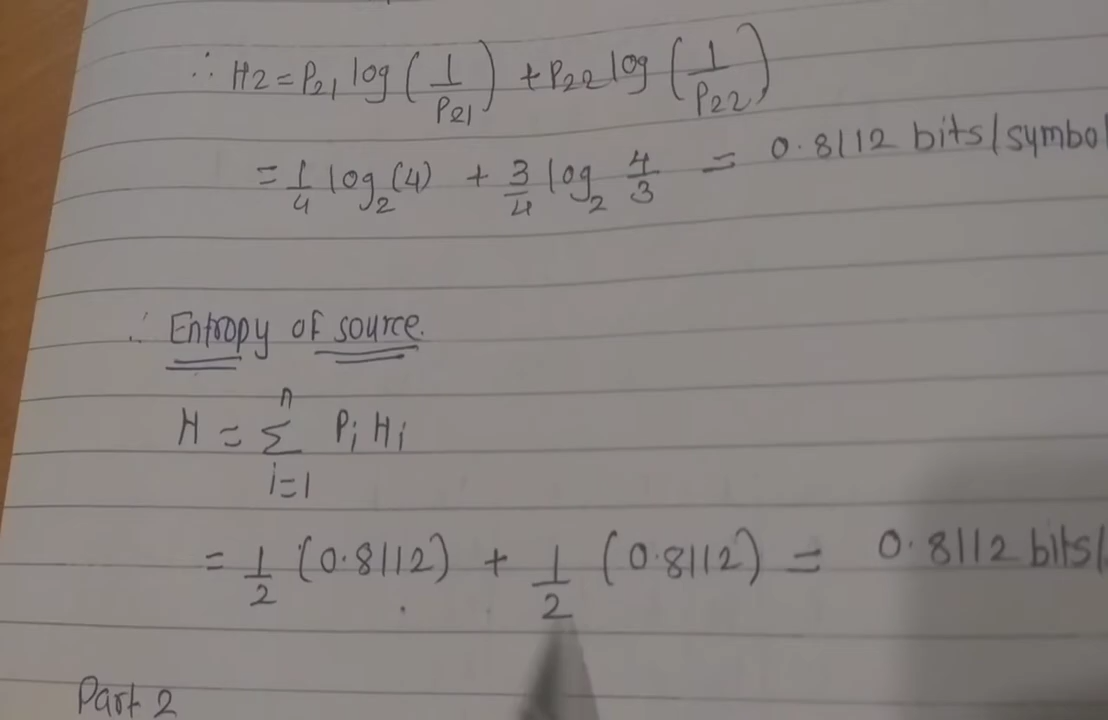 ∴ H2 = P21 log (1/P21) + P22 log (1/P22)
= 1/4 log2(4) + 3/4 log2 4/3 = 0.8112 bits/symbol
∴ Entropy of source.
H = Σ i=1 n Pi Hi
= 1/2 (0.8112) + 1/2 (0.8112) = 0.8112 bits/
Part 2